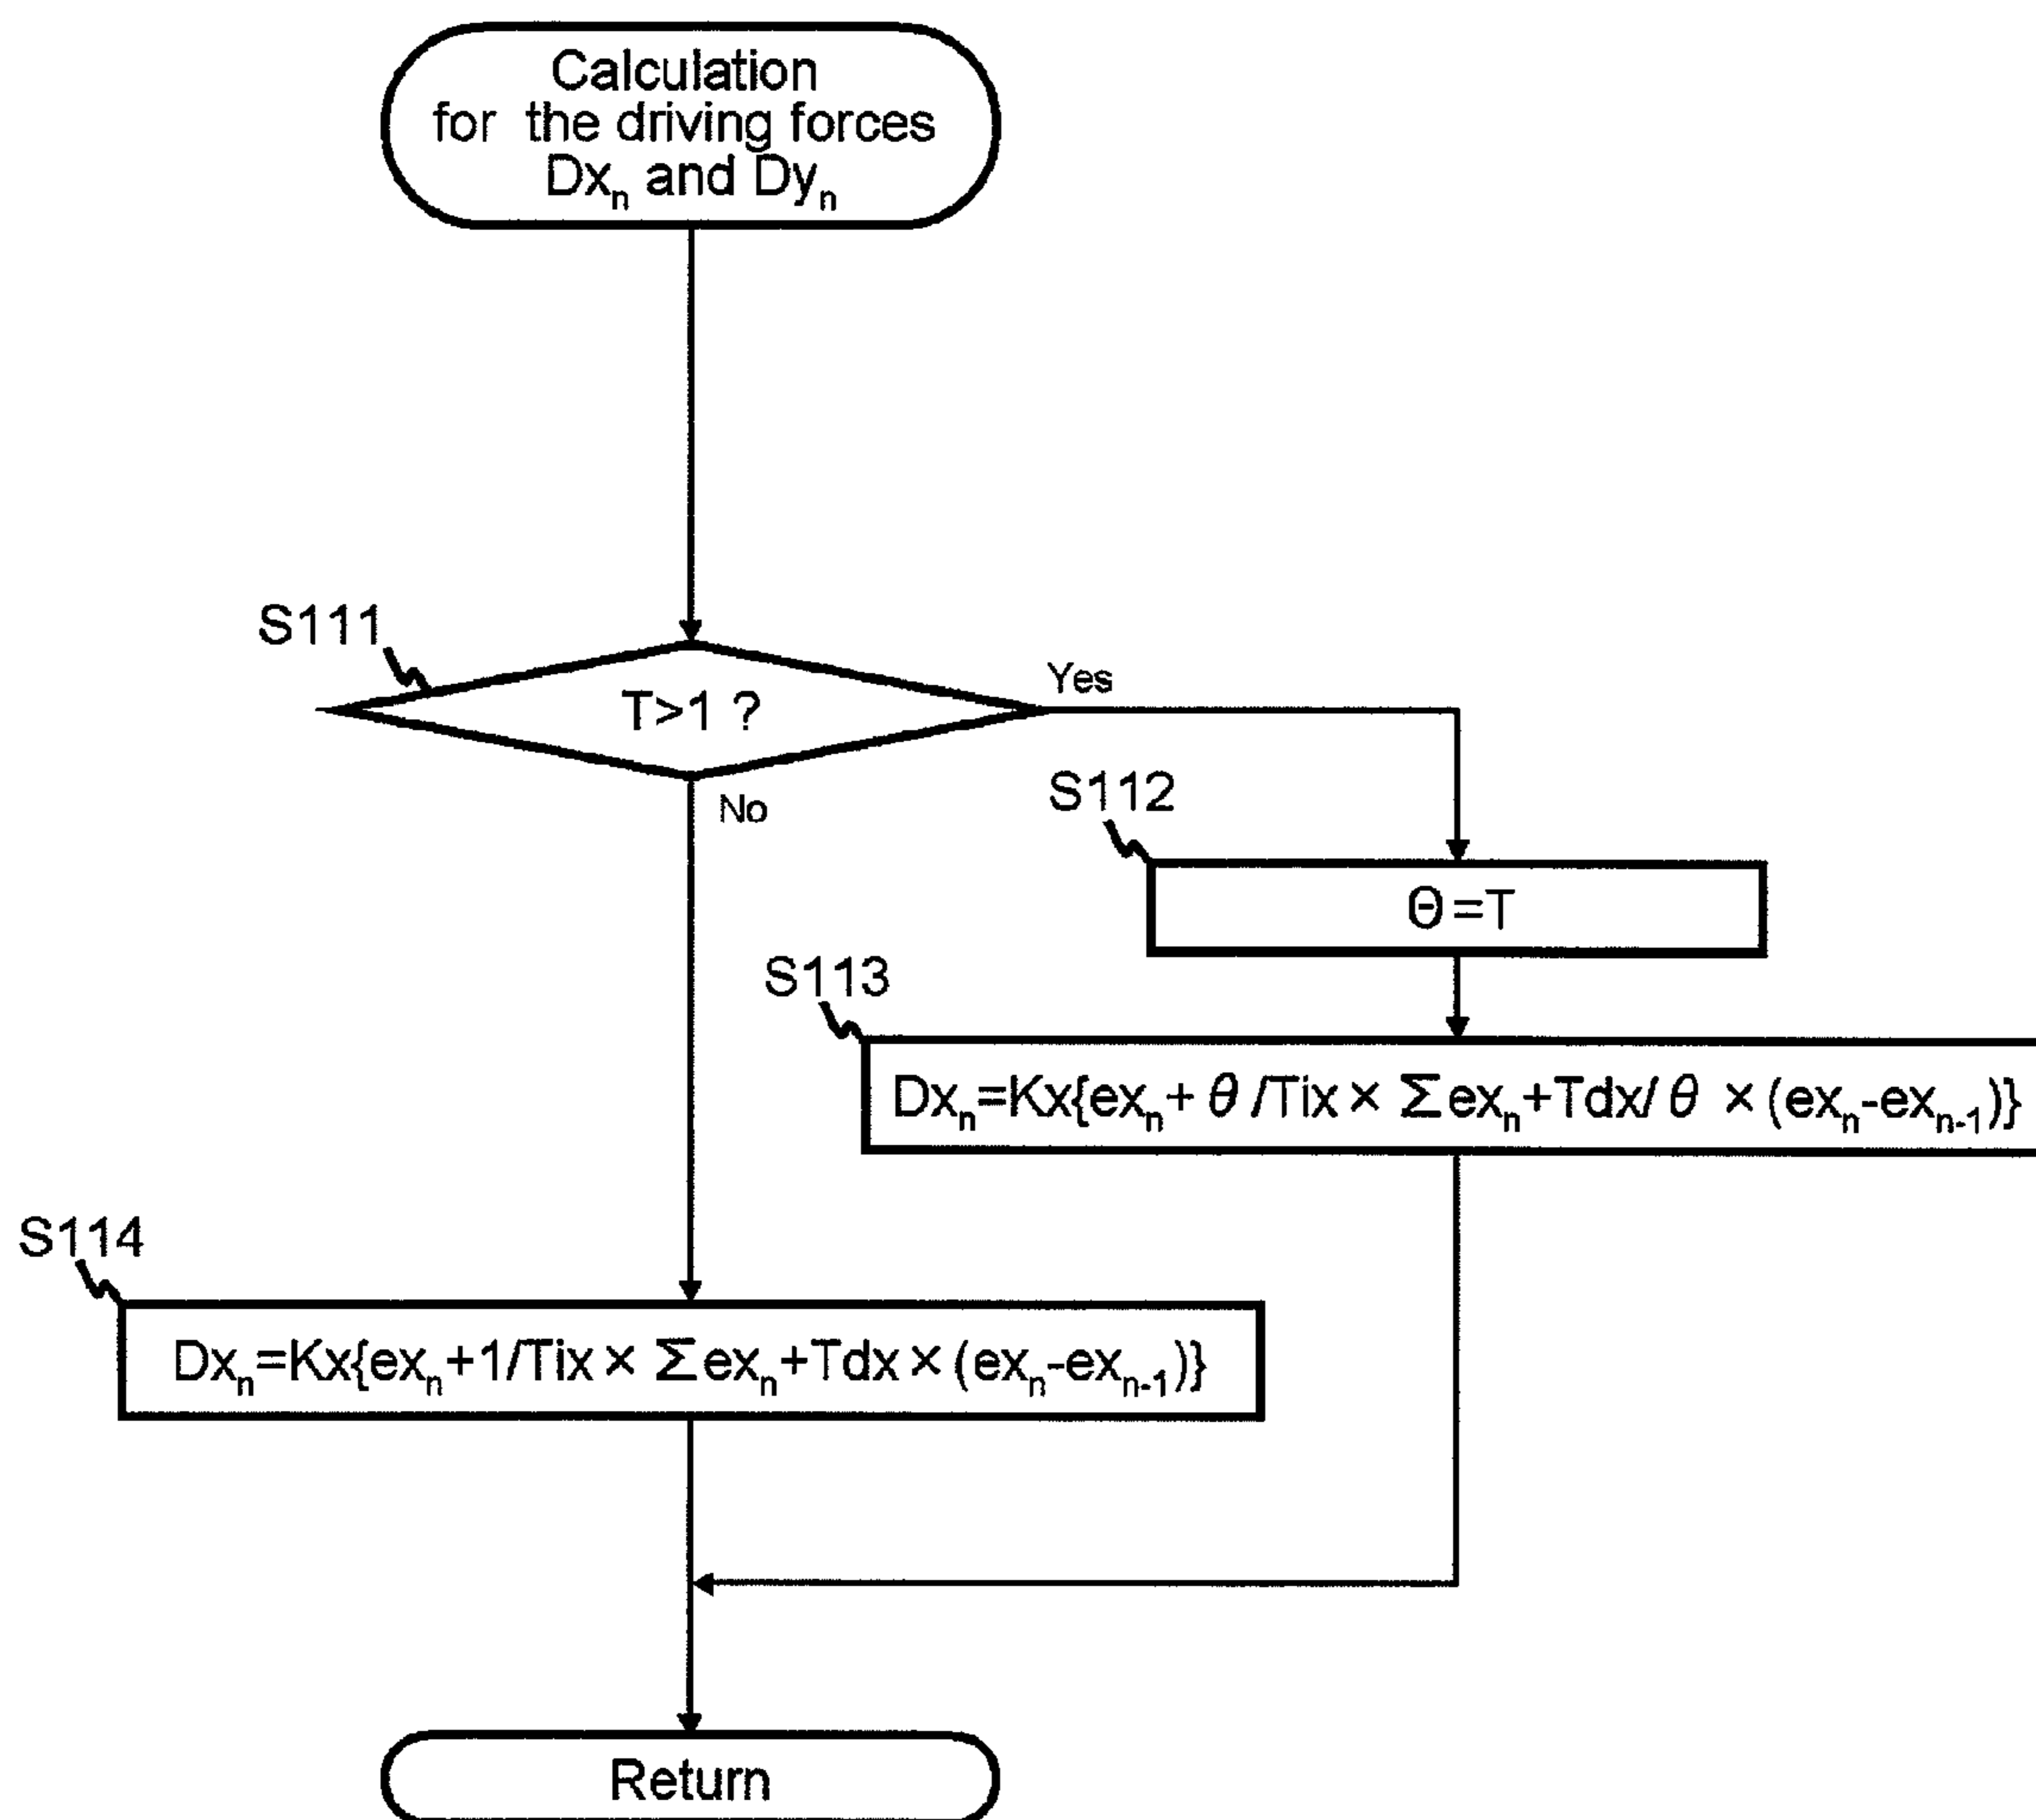 Calculation
for the driving forces
Dxₙ and Dyₙ
S111
T>1 ?
Yes
No
S112
Θ=T
S113
Dxₙ=Kx{exₙ+θ/Tix×Σexₙ+Tdx/θ×(exₙ-exₙ₋₁)}
S114
Dxₙ=Kx{exₙ+1/Tix×Σexₙ+Tdx×(exₙ-exₙ₋₁)}
Return